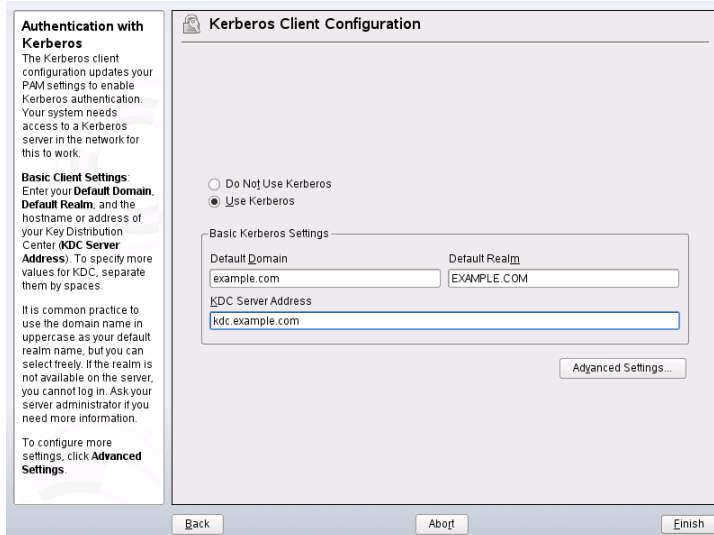 Authentication with
Kerberos
The Kerberos client
configuration updates your
PAM settings to enable
Kerberos authentication.
Your system needs
access to a Kerberos
server in the network for
this to work.
Basic Client Settings:
Enter your Default Domain,
Default Realm, and the
hostname or address of
your Key Distribution
Center (KDC Server
Address). To specify more
values for KDC, separate
them by spaces.
It is common practice to
use the domain name in
uppercase as your default
realm name, but you can
select freely. If the realm is
not available on the server,
you cannot log in. Ask your
server administrator if you
need more information.
To configure more
settings, click Advanced
Settings.
Kerberos Client Configuration
Do Not Use Kerberos
Use Kerberos
Basic Kerberos Settings
Default Domain
Default Realm
example.com
EXAMPLE.COM
KDC Server Address
kdc.example.com
Advanced Settings...
Back
Abort
Finish